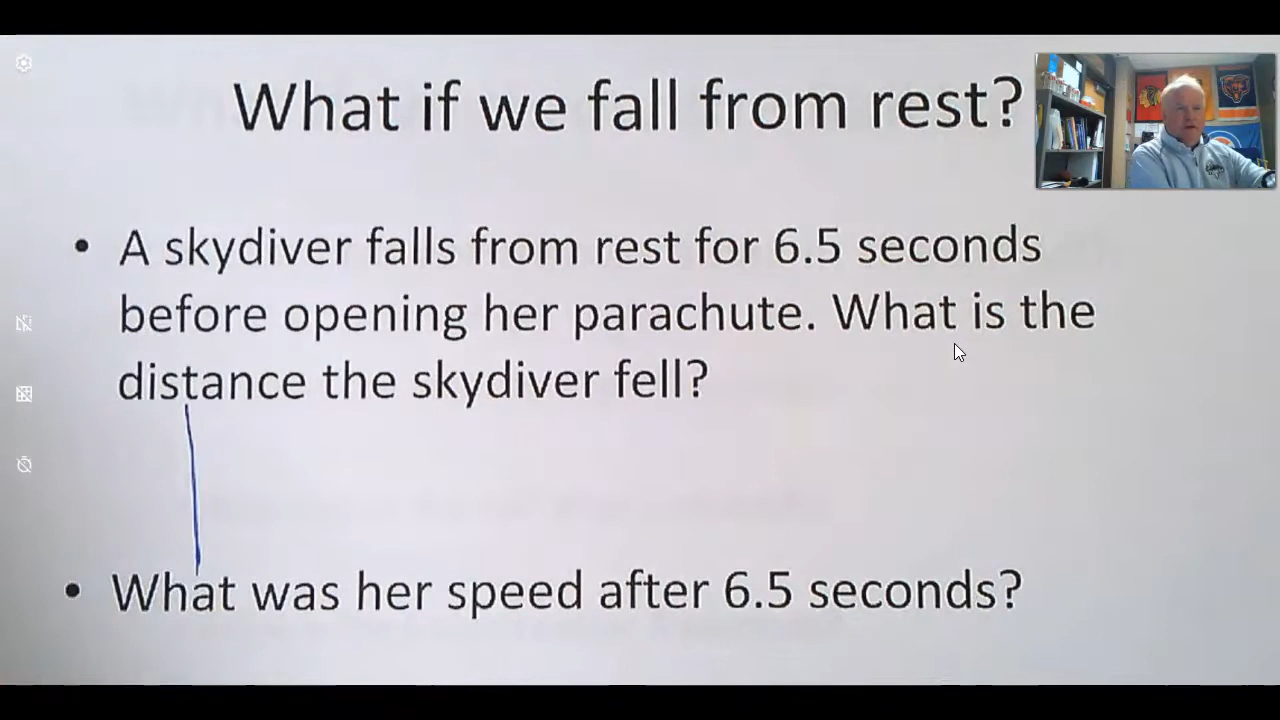 What if we fall from rest?
• A skydiver falls from rest for 6.5 seconds
before opening her parachute. What is the
distance the skydiver fell?
• What was her speed after 6.5 seconds?